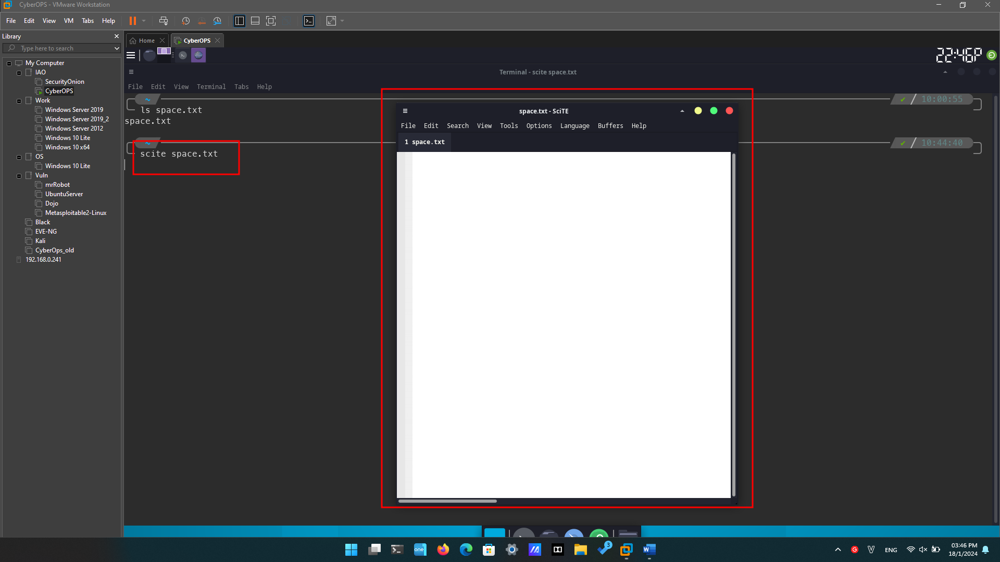 CyberOPS - VMware Workstation
File Edit View VM Tabs Help
Library
Type here to search
My Computer
IAO
SecurityOnion
CyberOPS
Work
Windows Server 2019
Windows Server 2019_2
Windows Server 2012
Windows 10 Lite
Windows 10 x64
OS
Windows 10 Lite
Vuln
mrRobot
UbuntuServer
Dojo
Metasploitable2-Linux
Black
EVE-NG
Kali
CyberOps_old
192.168.0.241
Home
CyberOPS
22:46P
Terminal - scite space.txt
File Edit View Terminal Tabs Help
~
10:00:55
ls space.txt
space.txt
~
10:44:40
scite space.txt
space.txt - SciTE
File Edit Search View Tools Options Language Buffers Help
1 space.txt
one
3
W
G
V
ENG
03:46 PM
18/1/2024